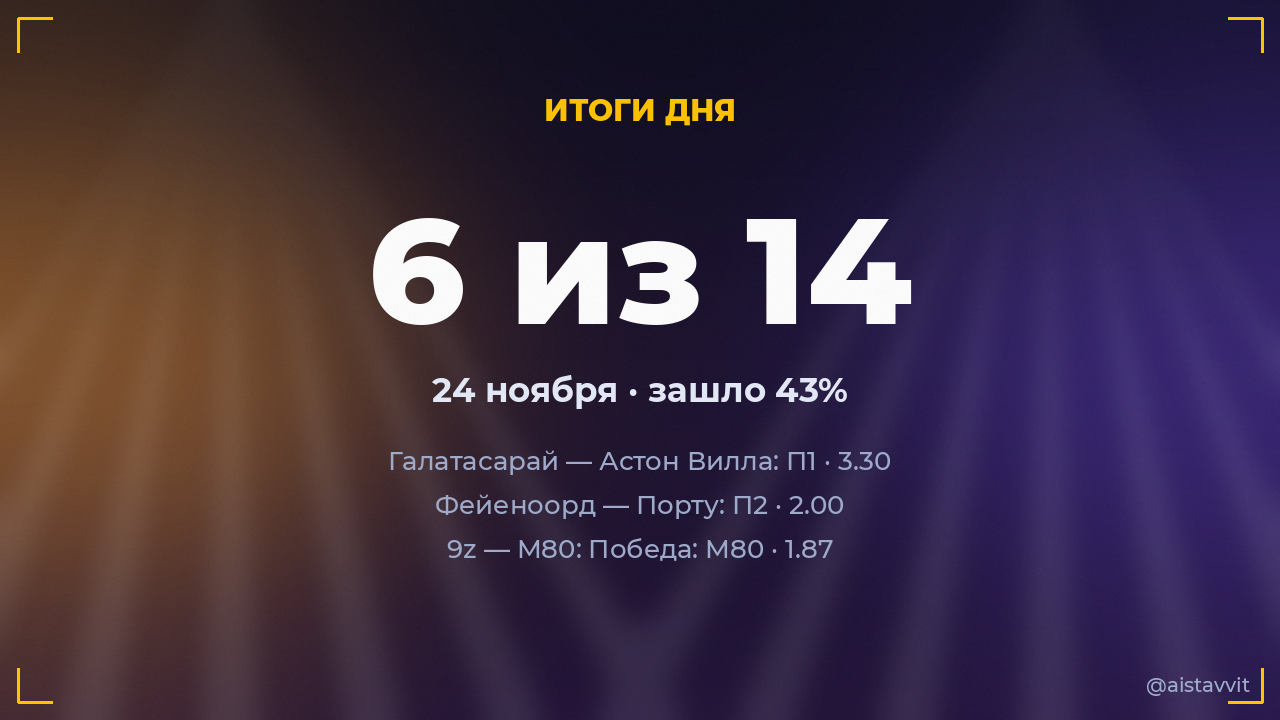 ИТОГИ ДНЯ
6 из 14
24 ноября · зашло 43%
Галатасарай — Астон Вилла: П1 · 3.30
Фейеноорд — Порту: П2 · 2.00
9z — M80: Победа: M80 · 1.87
@aistavvit